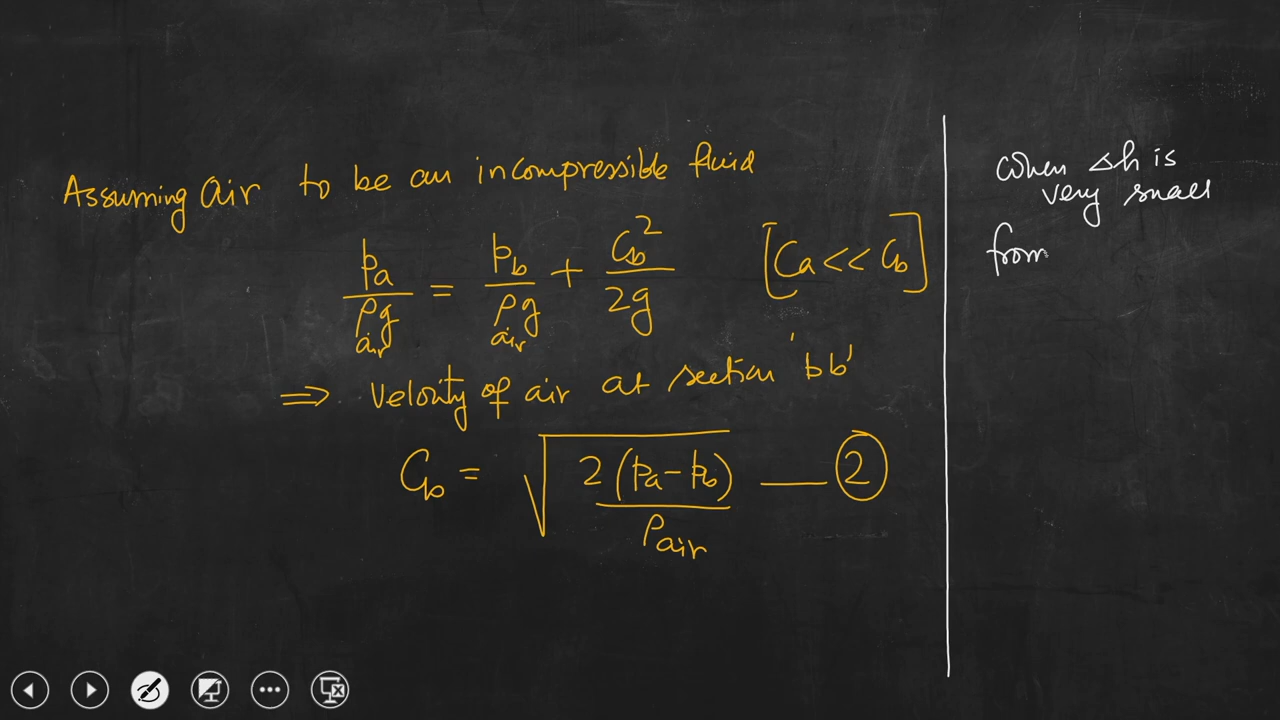 Assuming air to be an incompressible fluid
pa/ρair g = pb/ρair g + Cb²/2g [Ca << Cb]
⇒ Velocity of air at section 'bb'
Cb = √(2(pa-pb)/ρair) — ②
When Δh is
very small
from